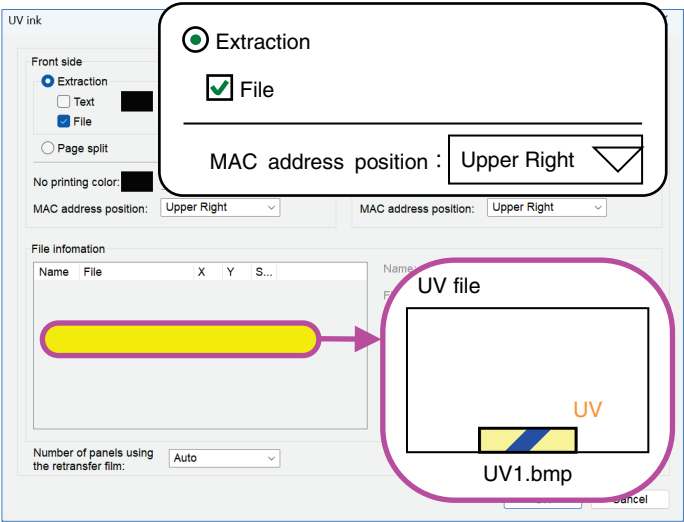 UV ink
Front side
Extraction
Text
File
Page split
No printing color:
MAC address position: Upper Right
Extraction
File
MAC address position : Upper Right
MAC address position: Upper Right
File infomation
Name File X Y S...
Name:
UV file
UV
UV1.bmp
Number of panels using
the retransfer film:
Auto
Cancel